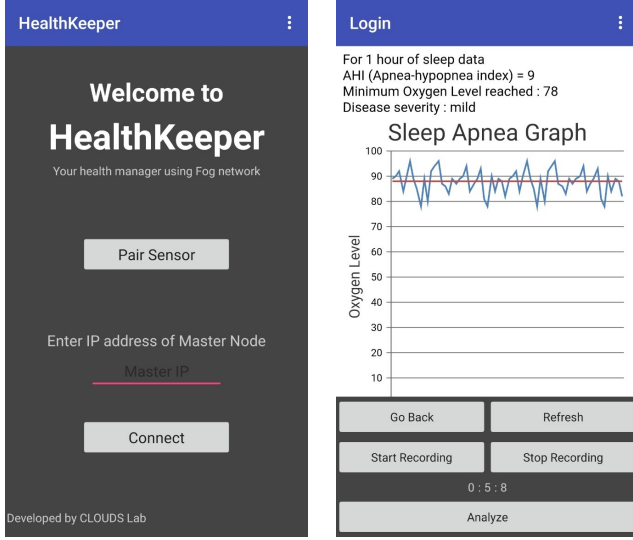 HealthKeeper
Welcome to
HealthKeeper
Your health manager using Fog network
Pair Sensor
Enter IP address of Master Node
Master IP
Connect
Developed by CLOUDS Lab
Login
For 1 hour of sleep data
AHI (Apnea-hypopnea index) = 9
Minimum Oxygen Level reached : 78
Disease severity : mild
Sleep Apnea Graph
Oxygen Level
100
90
80
70
60
50
40
30
20
10
Go Back
Refresh
Start Recording
Stop Recording
0 : 5 : 8
Analyze